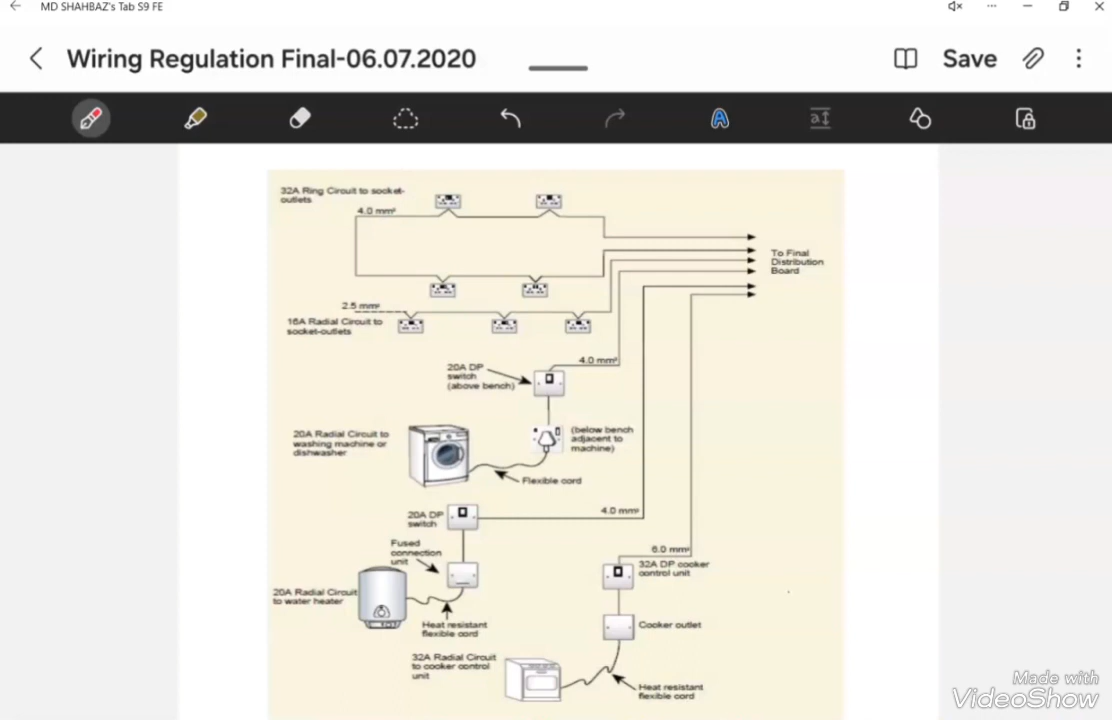 MD SHAHBAZ's Tab S9 FE
Wiring Regulation Final-06.07.2020
Save
32A Ring Circuit to socket-
outlets
4.0 mm²
To Final
Distribution
Board
2.5 mm²
16A Radial Circuit to
socket-outlets
4.0 mm²
20A DP
switch
(above bench)
20A Radial Circuit to
washing machine or
dishwasher
(below bench
adjacent to
machine)
Flexible cord
20A DP
switch
4.0 mm²
Fused
connection
unit
6.0 mm²
32A DP cooker
control unit
20A Radial Circuit
to water heater
Heat resistant
flexible cord
Cooker outlet
32A Radial Circuit
to cooker control
unit
Heat resistant
flexible cord
Made with
VideoShow